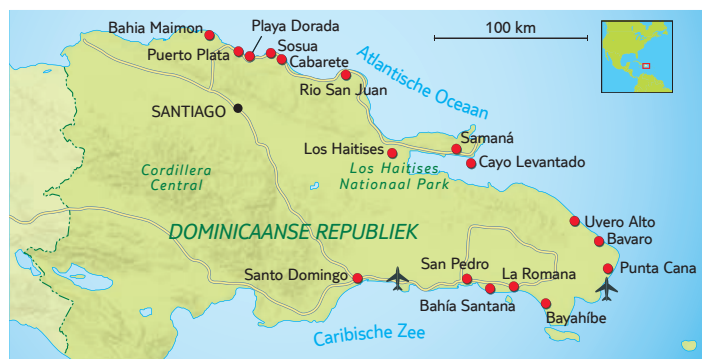 Bahia Maimon
Playa Dorada
100 km
Puerto Plata
Sosua
Cabarete
Atlantische Oceaan
Rio San Juan
SANTIAGO
Samaná
Los Haitises
Cayo Levantado
Cordillera
Central
Los Haitises
Nationaal Park
Uvero Alto
DOMINICAANSE REPUBLIEK
Bavaro
Santo Domingo
San Pedro
La Romana
Punta Cana
Bahía Santana
Bayahíbe
Caribische Zee